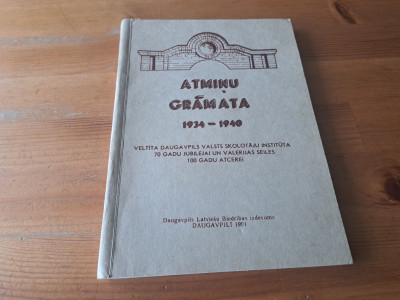 ATMIŅU
GRĀMATA
1934 - 1940
VELTĪTA DAUGAVPILS VALSTS SKOLOTĀJU INSTITŪTA
70 GADU JUBILEJAI UN VALERIJAS SEILES
100 GADU ATCEREI
Daugavpils Latviešu Biedrības izdevums
DAUGAVPILĪ 1991